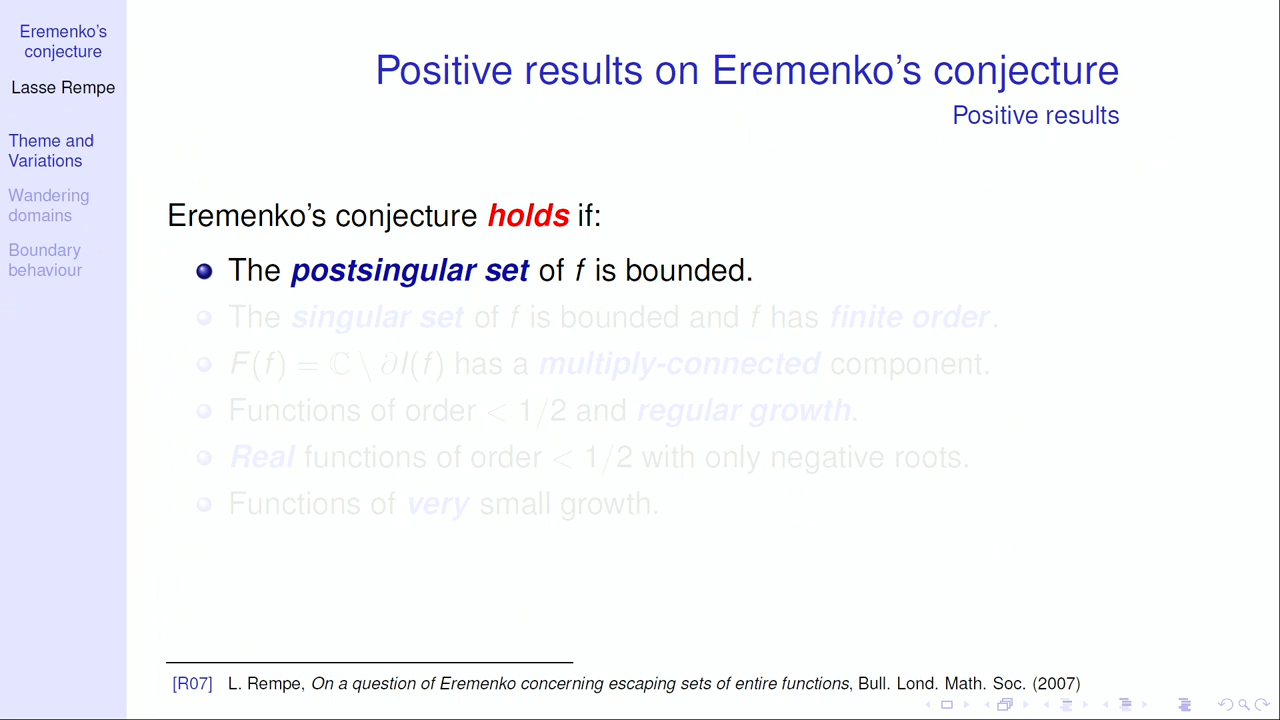 Eremenko's
conjecture
Lasse Rempe
Theme and
Variations
Wandering
domains
Boundary
behaviour
Positive results on Eremenko's conjecture
Positive results
Eremenko's conjecture holds if:
The postsingular set of f is bounded.
The singular set of f is bounded and f has finite order.
F(f) = ℂ \ ∂I(f) has a multiply-connected component.
Functions of order < 1/2 and regular growth.
Real functions of order < 1/2 with only negative roots.
Functions of very small growth.
[R07] L. Rempe, On a question of Eremenko concerning escaping sets of entire functions, Bull. Lond. Math. Soc. (2007)